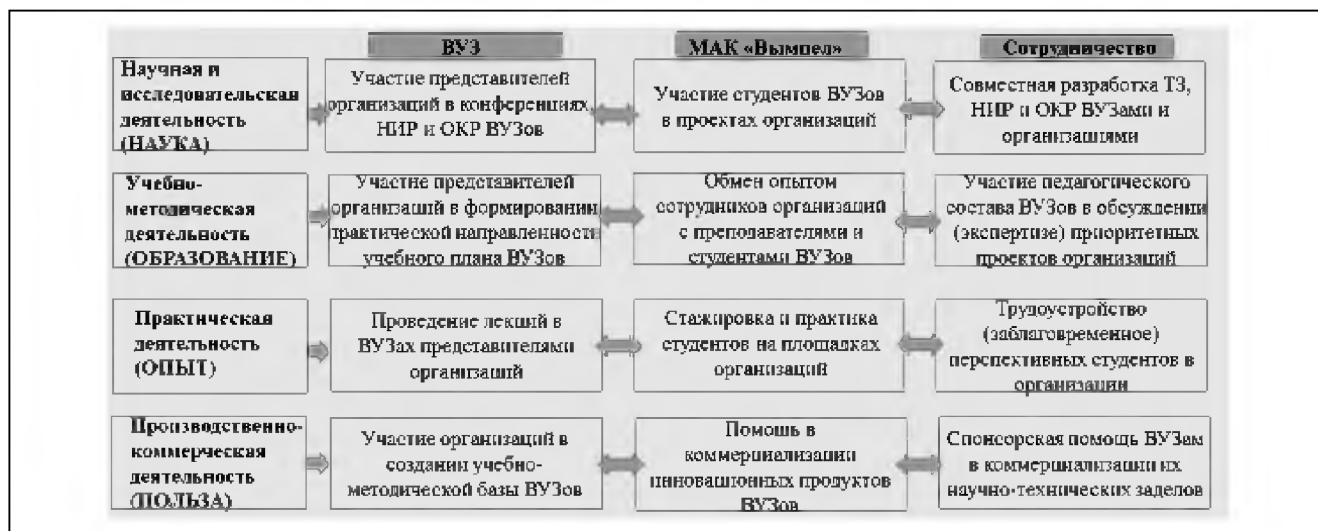 ВУЗ
МАК «Вымпел»
Сотрудничество
Научная и
исследовательская
деятельность
(НАУКА)
Участие представителей
организаций в конференциях,
НИР и ОКР ВУЗов
Участие студентов ВУЗов
в проектах организаций
Совместная разработка ТЗ,
НИР и ОКР ВУЗами и
организациями
Учебно-
методическая
деятельность
(ОБРАЗОВАНИЕ)
Участие представителей
организаций в формировании
практической направленности
учебного плана ВУЗов
Обмен опытом
сотрудников организаций
с преподавателями и
студентами ВУЗов
Участие педагогического
состава ВУЗов в обсуждении
(экспертизе) приоритетных
проектов организаций
Практическая
деятельность
(ОПЫТ)
Проведение лекций в
ВУЗах представителями
организаций
Стажировка и практика
студентов на площадках
организаций
Трудоустройство
(заблаговременное)
перспективных студентов в
организации
Производственно-
коммерческая
деятельность
(ПОЛЬЗА)
Участие организаций в
создании учебно-
методической базы ВУЗов
Помощь в
коммерциализации
инновационных продуктов
ВУЗов
Спонсорская помощь ВУЗам
в коммерциализации их
научно-технических заделов